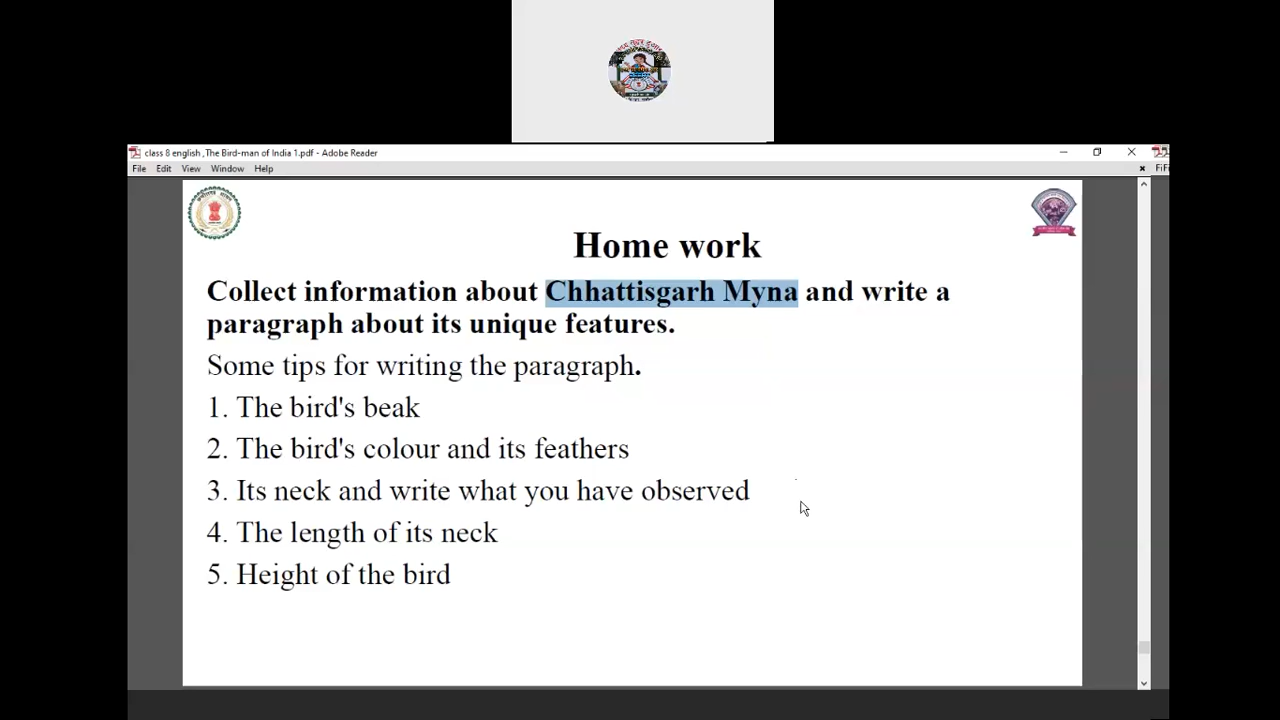 class 8 english ,The Bird-man of India 1.pdf - Adobe Reader
File Edit View Window Help
Home work
Collect information about Chhattisgarh Myna and write a
paragraph about its unique features.
Some tips for writing the paragraph.
1. The bird's beak
2. The bird's colour and its feathers
3. Its neck and write what you have observed
4. The length of its neck
5. Height of the bird